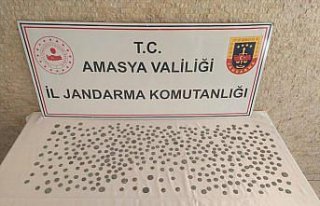 T.C.
AMASYA VALİLİĞİ
İL JANDARMA KOMUTANLIĞI